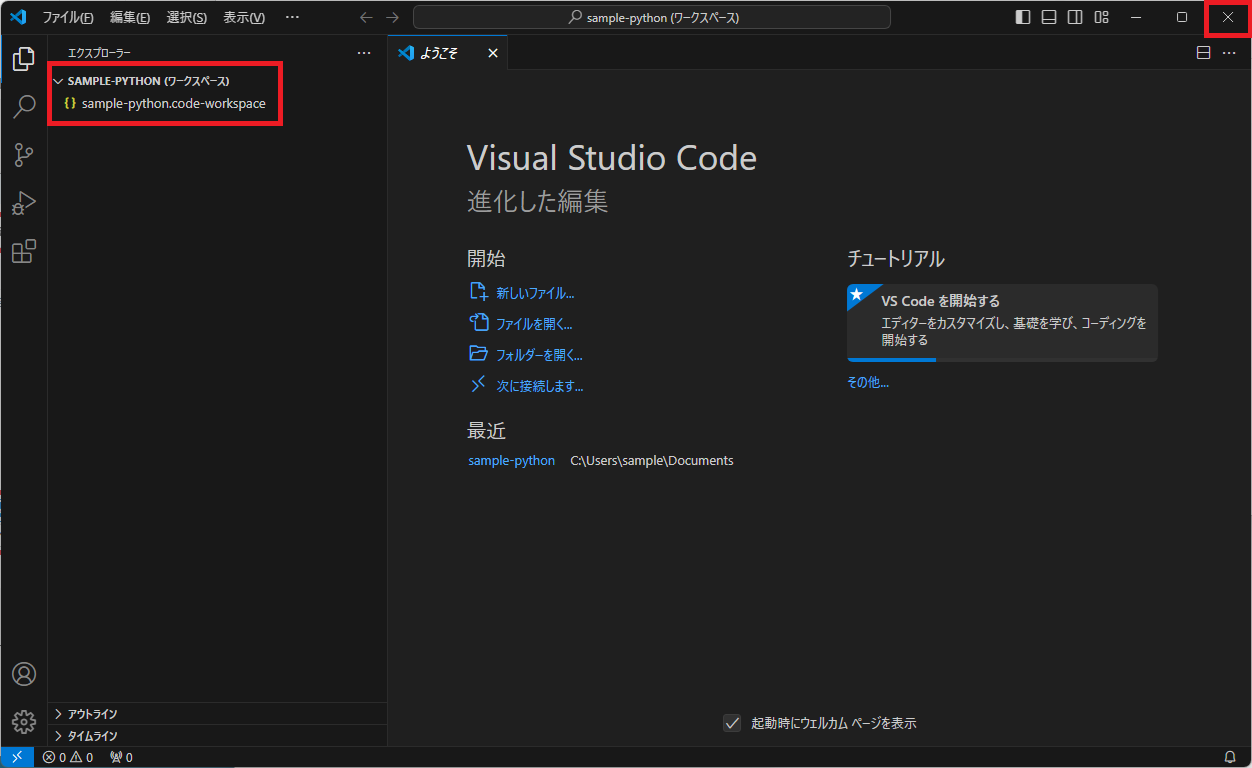 ファイル(F) 編集(E) 選択(S) 表示(V) ··· sample-python (ワークスペース)
エクスプローラー ···
ようこそ
SAMPLE-PYTHON (ワークスペース)
{} sample-python.code-workspace
Visual Studio Code
進化した編集
開始
新しいファイル...
ファイルを開く...
フォルダーを開く...
次に接続します...
最近
sample-python C:\Users\sample\Documents
チュートリアル
VS Code を開始する
エディターをカスタマイズし、基礎を学び、コーディングを
開始する
その他...
起動時にウェルカム ページを表示
アウトライン
タイムライン
0 0 0